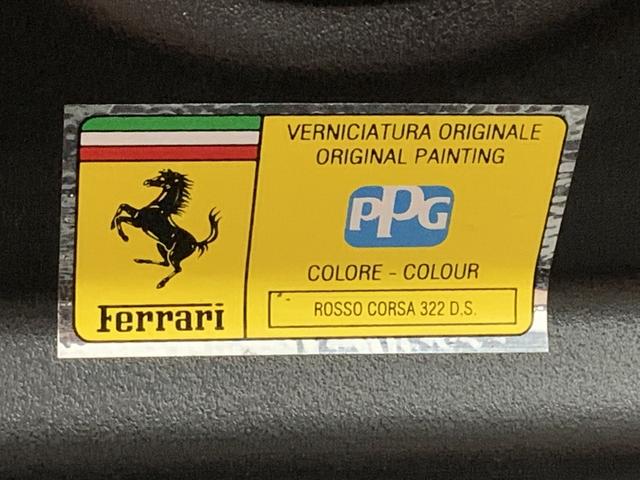 VERNICIATURA ORIGINALE
ORIGINAL PAINTING
PPG
COLORE - COLOUR
ROSSO CORSA 322 D.S.
Ferrari